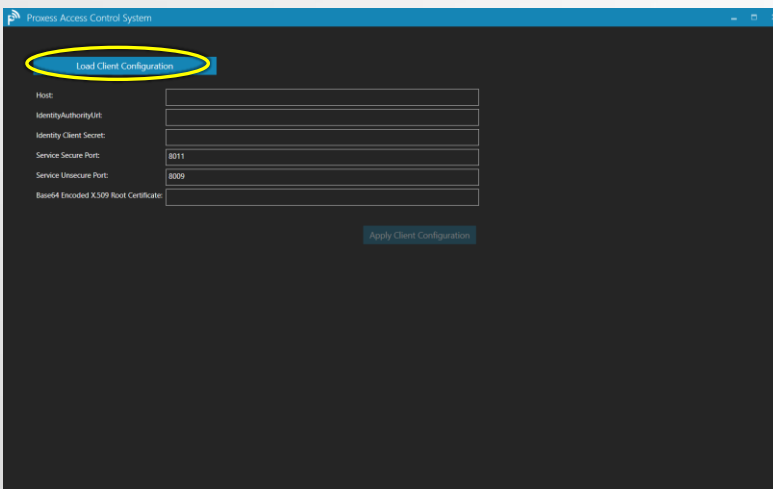 Proxess Access Control System
Load Client Configuration
Host:
IdentityAuthorityUrl:
Identity Client Secret:
Service Secure Port: 8011
Service Unsecure Port: 8009
Base64 Encoded X.509 Root Certificate:
Apply Client Configuration